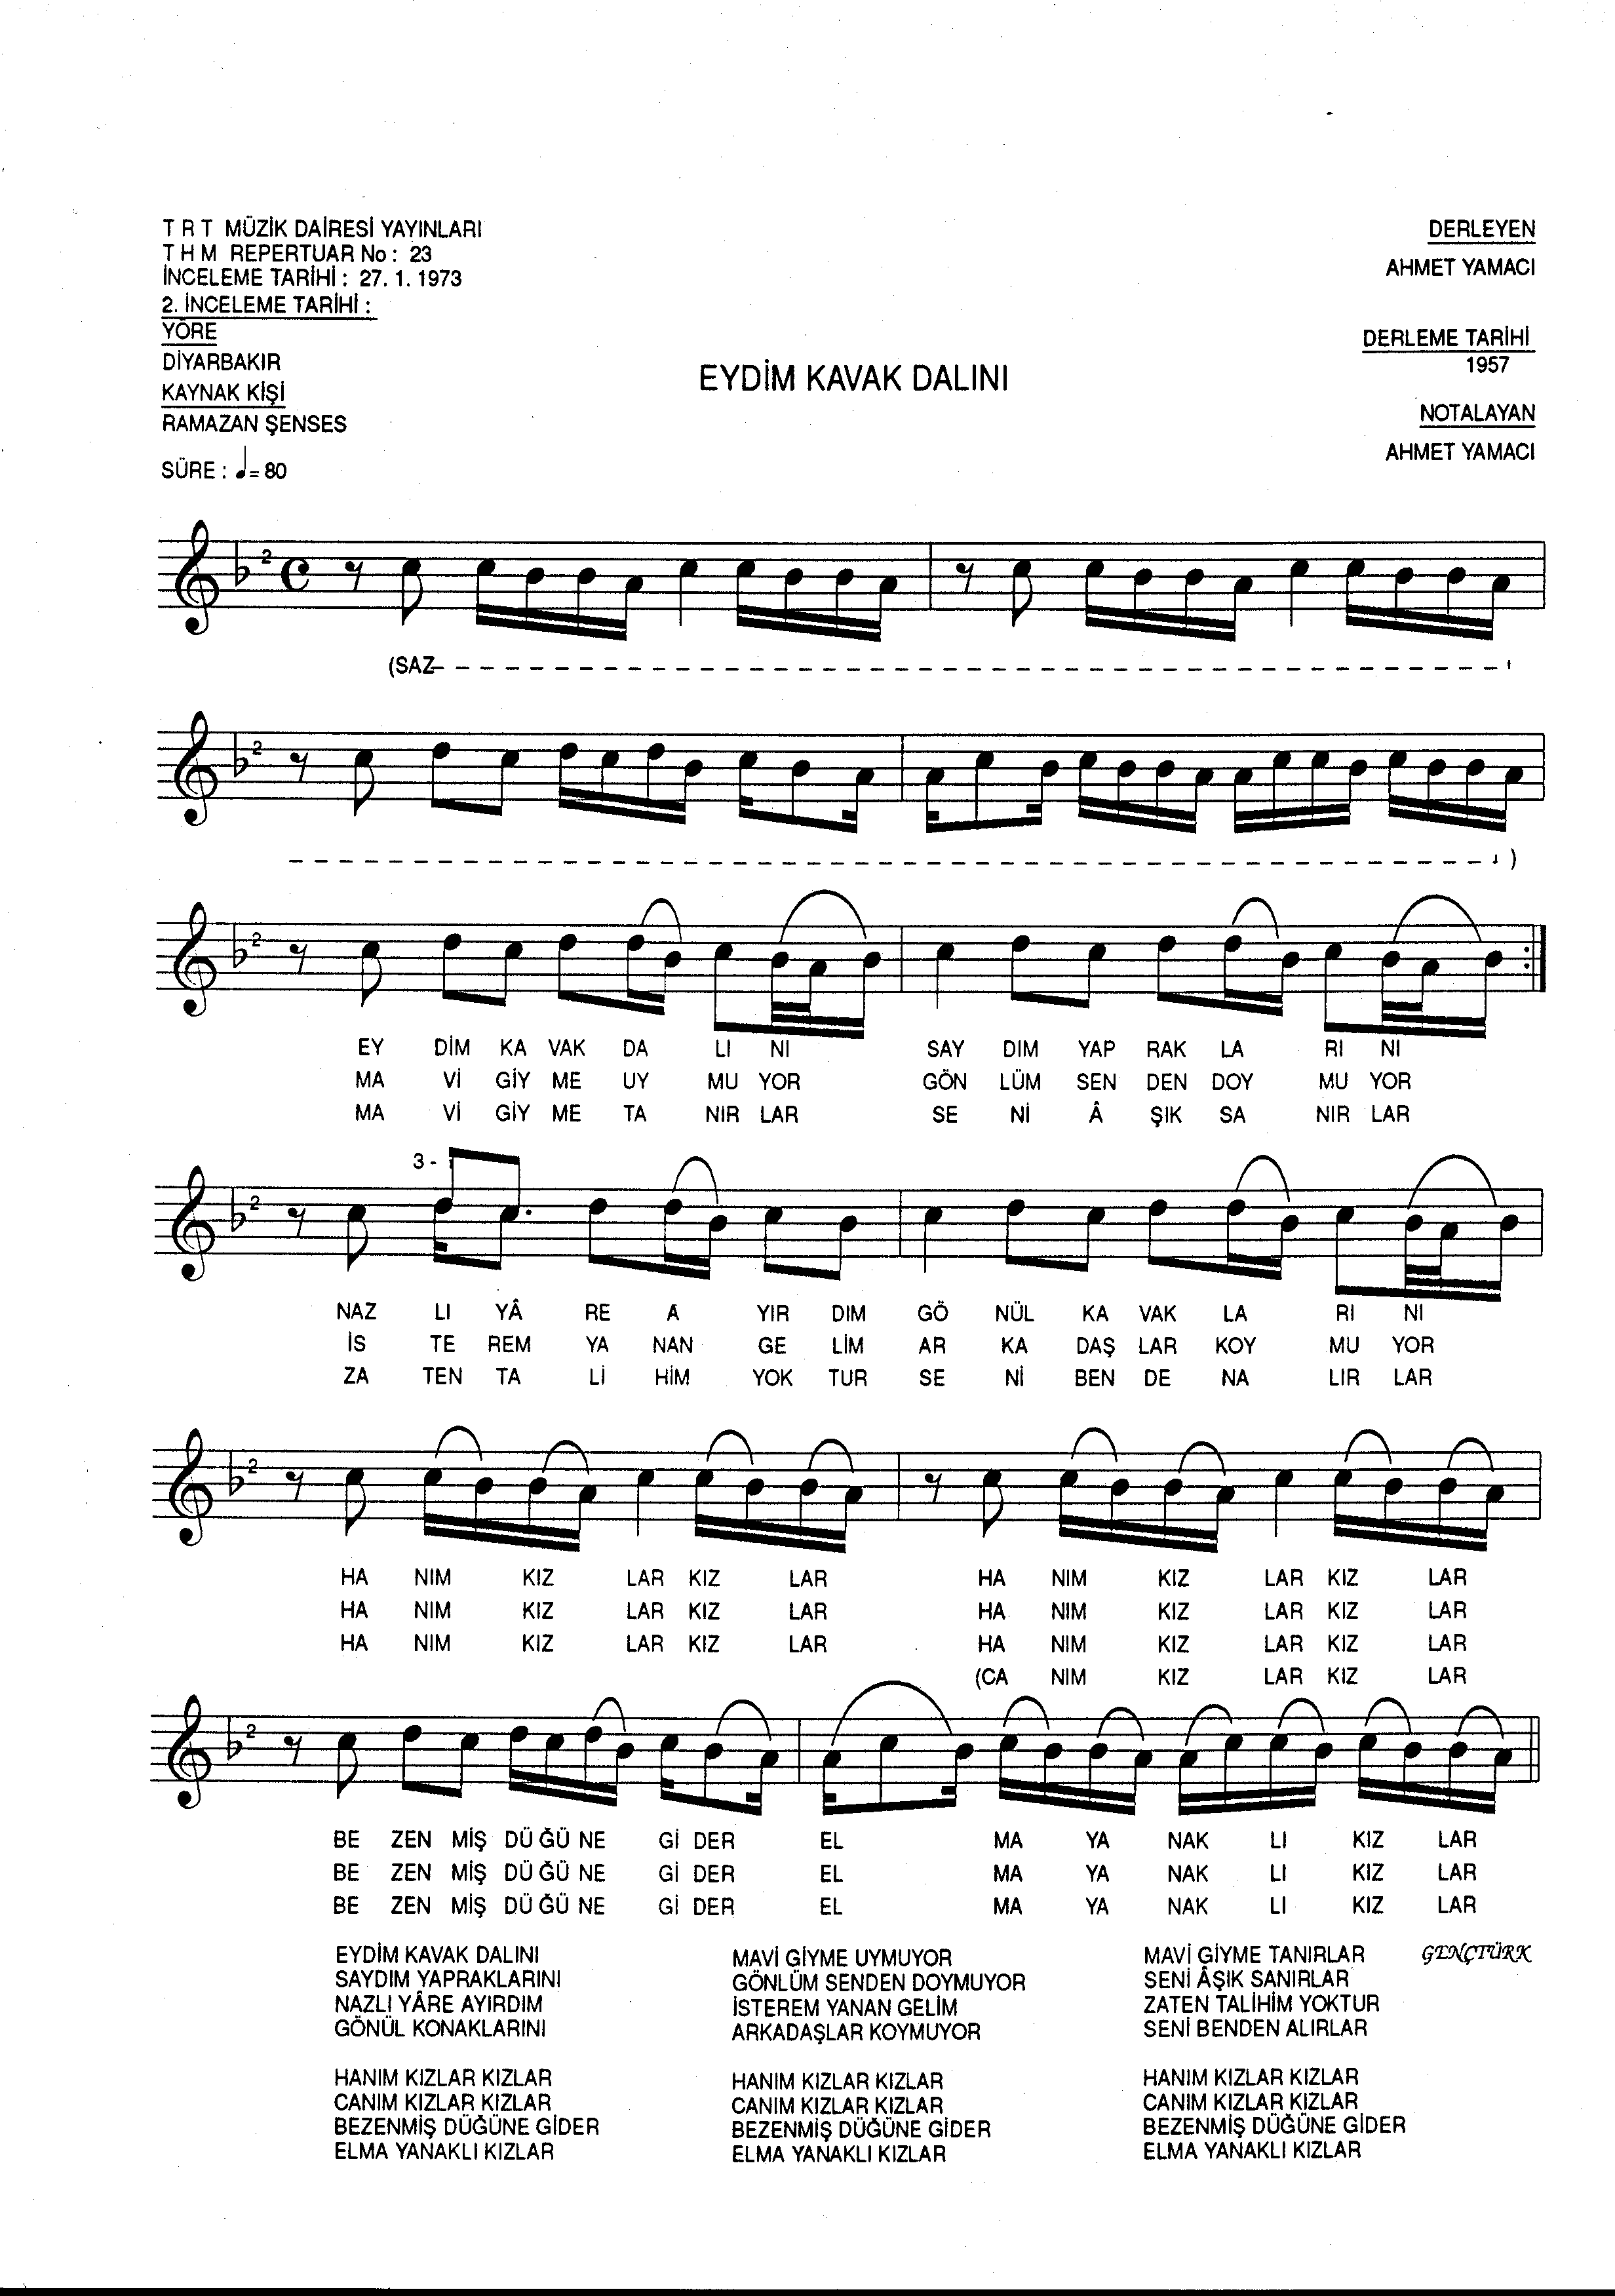 T R T MÜZİK DAİRESİ YAYINLARI
T H M REPERTUAR No : 23
İNCELEME TARİHİ : 27. 1. 1973
2. İNCELEME TARİHİ :
YÖRE
DİYARBAKIR
KAYNAK KİŞİ
RAMAZAN ŞENSES
SÜRE : ♩= 80
DERLEYEN
AHMET YAMACI
DERLEME TARİHİ
1957
NOTALAYAN
AHMET YAMACI
EYDİM KAVAK DALINI
2
(SAZ
2
)
2
EY DİM KA VAK DA LI NI SAY DIM YAP RAK LA RI NI
MA Vİ GİY ME UY MU YOR GÖN LÜM SEN DEN DOY MU YOR
MA Vİ GİY ME TA NIR LAR SE Nİ Â ŞIK SA NIR LAR
3 -
2
NAZ LI YÂ RE A YIR DIM GÖ NÜL KA VAK LA RI NI
İS TE REM YA NAN GE LİM AR KA DAŞ LAR KOY MU YOR
ZA TEN TA Lİ HİM YOK TUR SE Nİ BEN DE NA LIR LAR
2
HA NIM KIZ LAR KIZ LAR HA NIM KIZ LAR KIZ LAR
HA NIM KIZ LAR KIZ LAR HA NIM KIZ LAR KIZ LAR
HA NIM KIZ LAR KIZ LAR HA NIM KIZ LAR KIZ LAR
(CA NIM KIZ LAR KIZ LAR
2
BE ZEN MİŞ DÜ ĞÜ NE Gİ DER EL MA YA NAK LI KIZ LAR
BE ZEN MİŞ DÜ ĞÜ NE Gİ DER EL MA YA NAK LI KIZ LAR
BE ZEN MİŞ DÜ ĞÜ NE Gİ DER EL MA YA NAK LI KIZ LAR
EYDİM KAVAK DALINI
SAYDIM YAPRAKLARINI
NAZLI YÂRE AYIRDIM
GÖNÜL KONAKLARINI
HANIM KIZLAR KIZLAR
CANIM KIZLAR KIZLAR
BEZENMİŞ DÜĞÜNE GİDER
ELMA YANAKLI KIZLAR
MAVİ GİYME UYMUYOR
GÖNLÜM SENDEN DOYMUYOR
İSTEREM YANAN GELİM
ARKADAŞLAR KOYMUYOR
HANIM KIZLAR KIZLAR
CANIM KIZLAR KIZLAR
BEZENMİŞ DÜĞÜNE GİDER
ELMA YANAKLI KIZLAR
MAVİ GİYME TANIRLAR
SENİ ÂŞIK SANIRLAR
ZATEN TALİHİM YOKTUR
SENİ BENDEN ALIRLAR
HANIM KIZLAR KIZLAR
CANIM KIZLAR KIZLAR
BEZENMİŞ DÜĞÜNE GİDER
ELMA YANAKLI KIZLAR
GENÇTÜRK